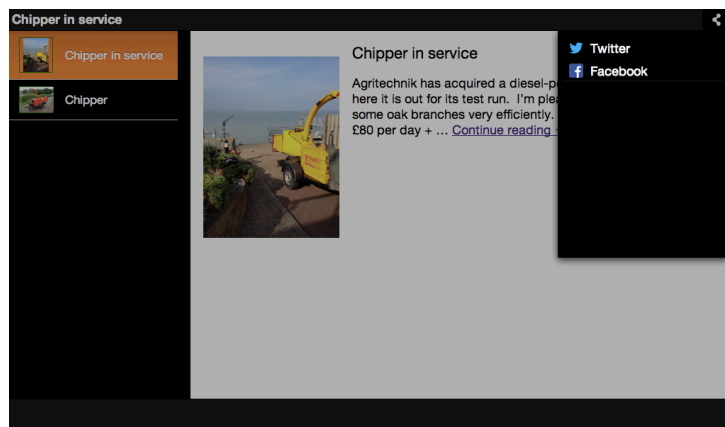 Chipper in service
Chipper in service
Chipper
Chipper in service
Agritechnik has acquired a diesel-p
here it is out for its test run. I'm plea
some oak branches very efficiently.
£80 per day + … Continue reading
Twitter
Facebook